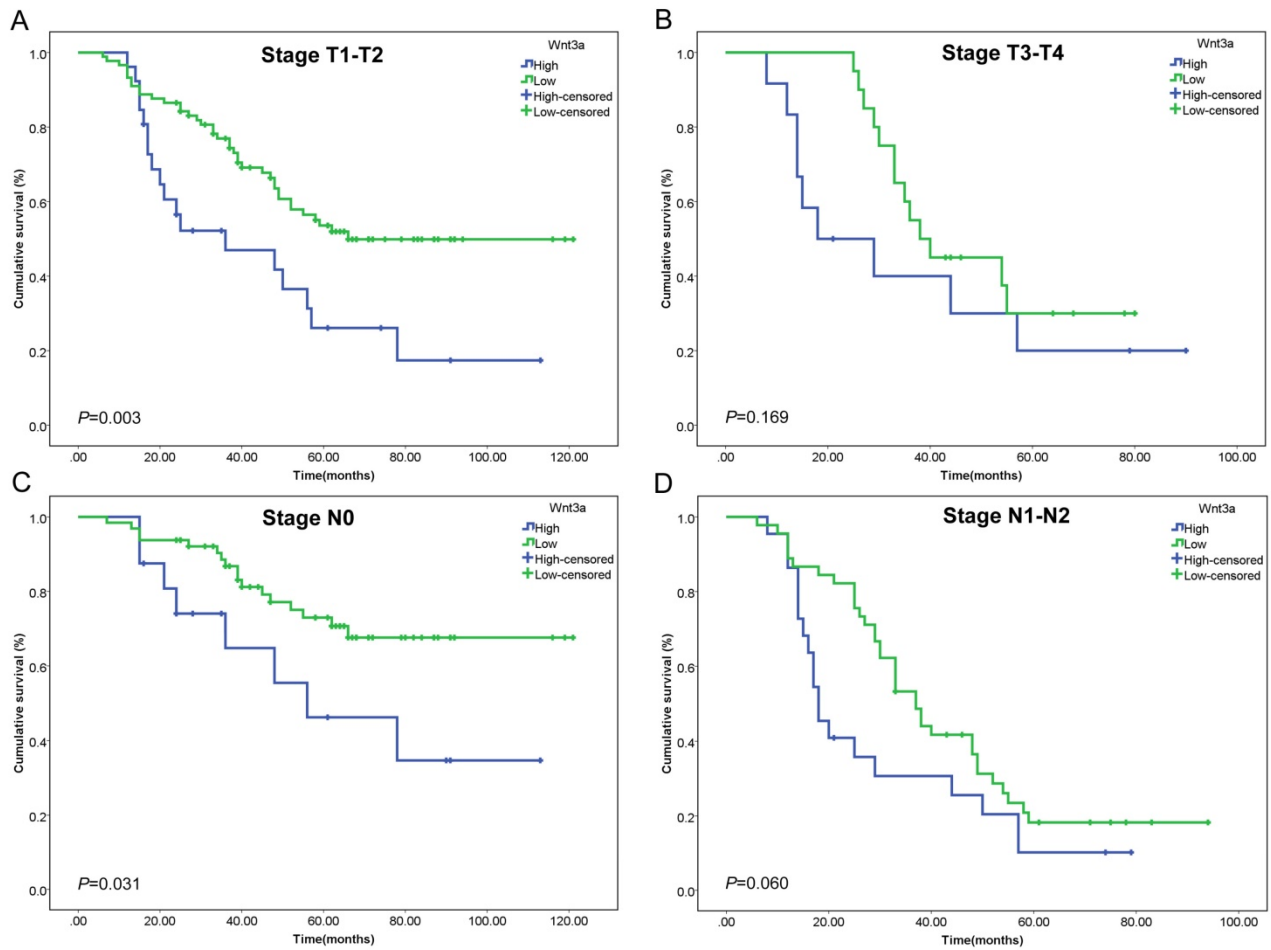 A
Stage T1-T2
Wnt3a
High
Low
High-censored
Low-censored
Cumulative survival (%)
1.0
0.8
0.6
0.4
0.2
0.0
P=0.003
.00 20.00 40.00 60.00 80.00 100.00 120.00
Time(months)
B
Stage T3-T4
Wnt3a
High
Low
High-censored
Low-censored
Cumulative survival (%)
1.0
0.8
0.6
0.4
0.2
0.0
P=0.169
.00 20.00 40.00 60.00 80.00 100.00
Time(months)
C
Stage N0
Wnt3a
High
Low
High-censored
Low-censored
Cumulative survival (%)
1.0
0.8
0.6
0.4
0.2
0.0
P=0.031
.00 20.00 40.00 60.00 80.00 100.00 120.00
Time(months)
D
Stage N1-N2
Wnt3a
High
Low
High-censored
Low-censored
Cumulative survival (%)
1.0
0.8
0.6
0.4
0.2
0.0
P=0.060
.00 20.00 40.00 60.00 80.00 100.00
Time(months)